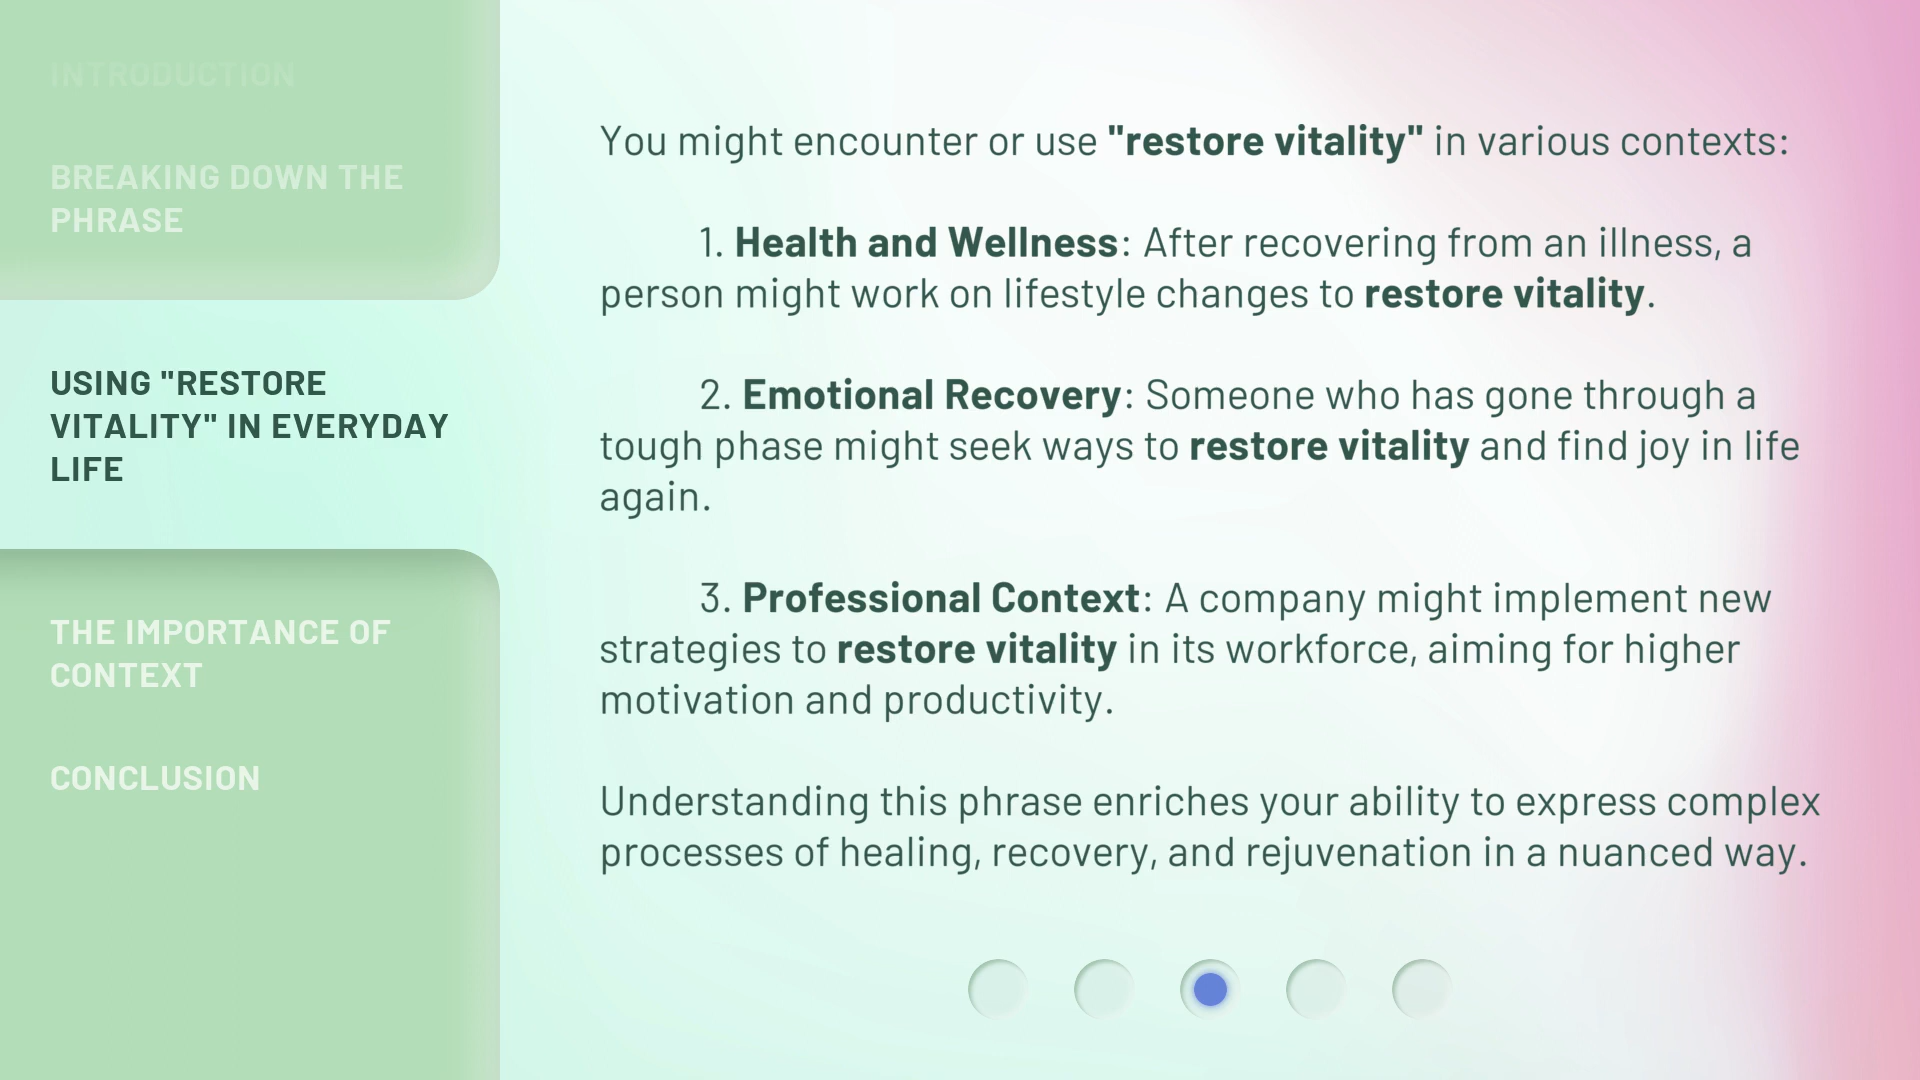 INTRODUCTION
BREAKING DOWN THE
PHRASE
USING "RESTORE
VITALITY" IN EVERYDAY
LIFE
THE IMPORTANCE OF
CONTEXT
CONCLUSION
You might encounter or use "restore vitality" in various contexts:
1. Health and Wellness: After recovering from an illness, a
person might work on lifestyle changes to restore vitality.
2. Emotional Recovery: Someone who has gone through a
tough phase might seek ways to restore vitality and find joy in life
again.
3. Professional Context: A company might implement new
strategies to restore vitality in its workforce, aiming for higher
motivation and productivity.
Understanding this phrase enriches your ability to express complex
processes of healing, recovery, and rejuvenation in a nuanced way.